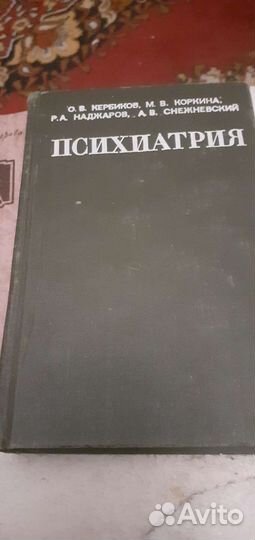 О. В. КЕРБИКОВ, М. В. КОРКИНА,
Р. А. НАДЖАРОВ, А. В. СНЕЖНЕВСКИЙ
ПСИХИАТРИЯ
Avito